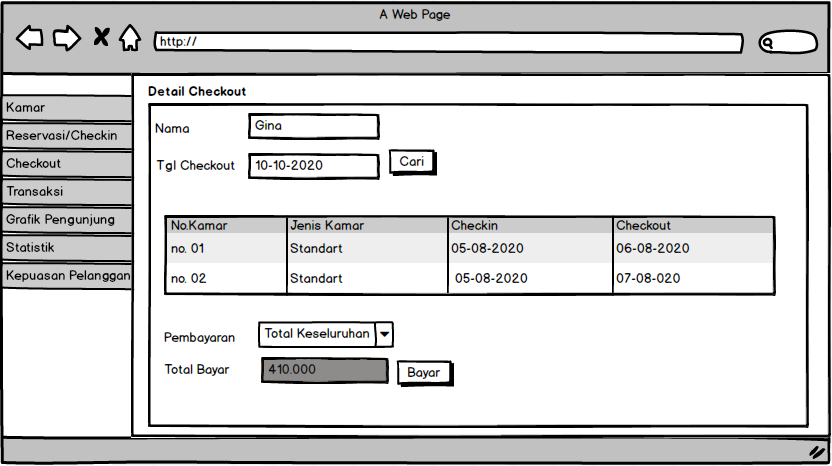 A Web Page
http://
Detail Checkout
Kamar
Reservasi/Checkin
Checkout
Transaksi
Grafik Pengunjung
Statistik
Kepuasan Pelanggan
Nama Gina
Tgl Checkout 10-10-2020 Cari
No.Kamar Jenis Kamar Checkin Checkout
no. 01 Standart 05-08-2020 06-08-2020
no. 02 Standart 05-08-2020 07-08-020
Pembayaran Total Keseluruhan
Total Bayar 410.000 Bayar